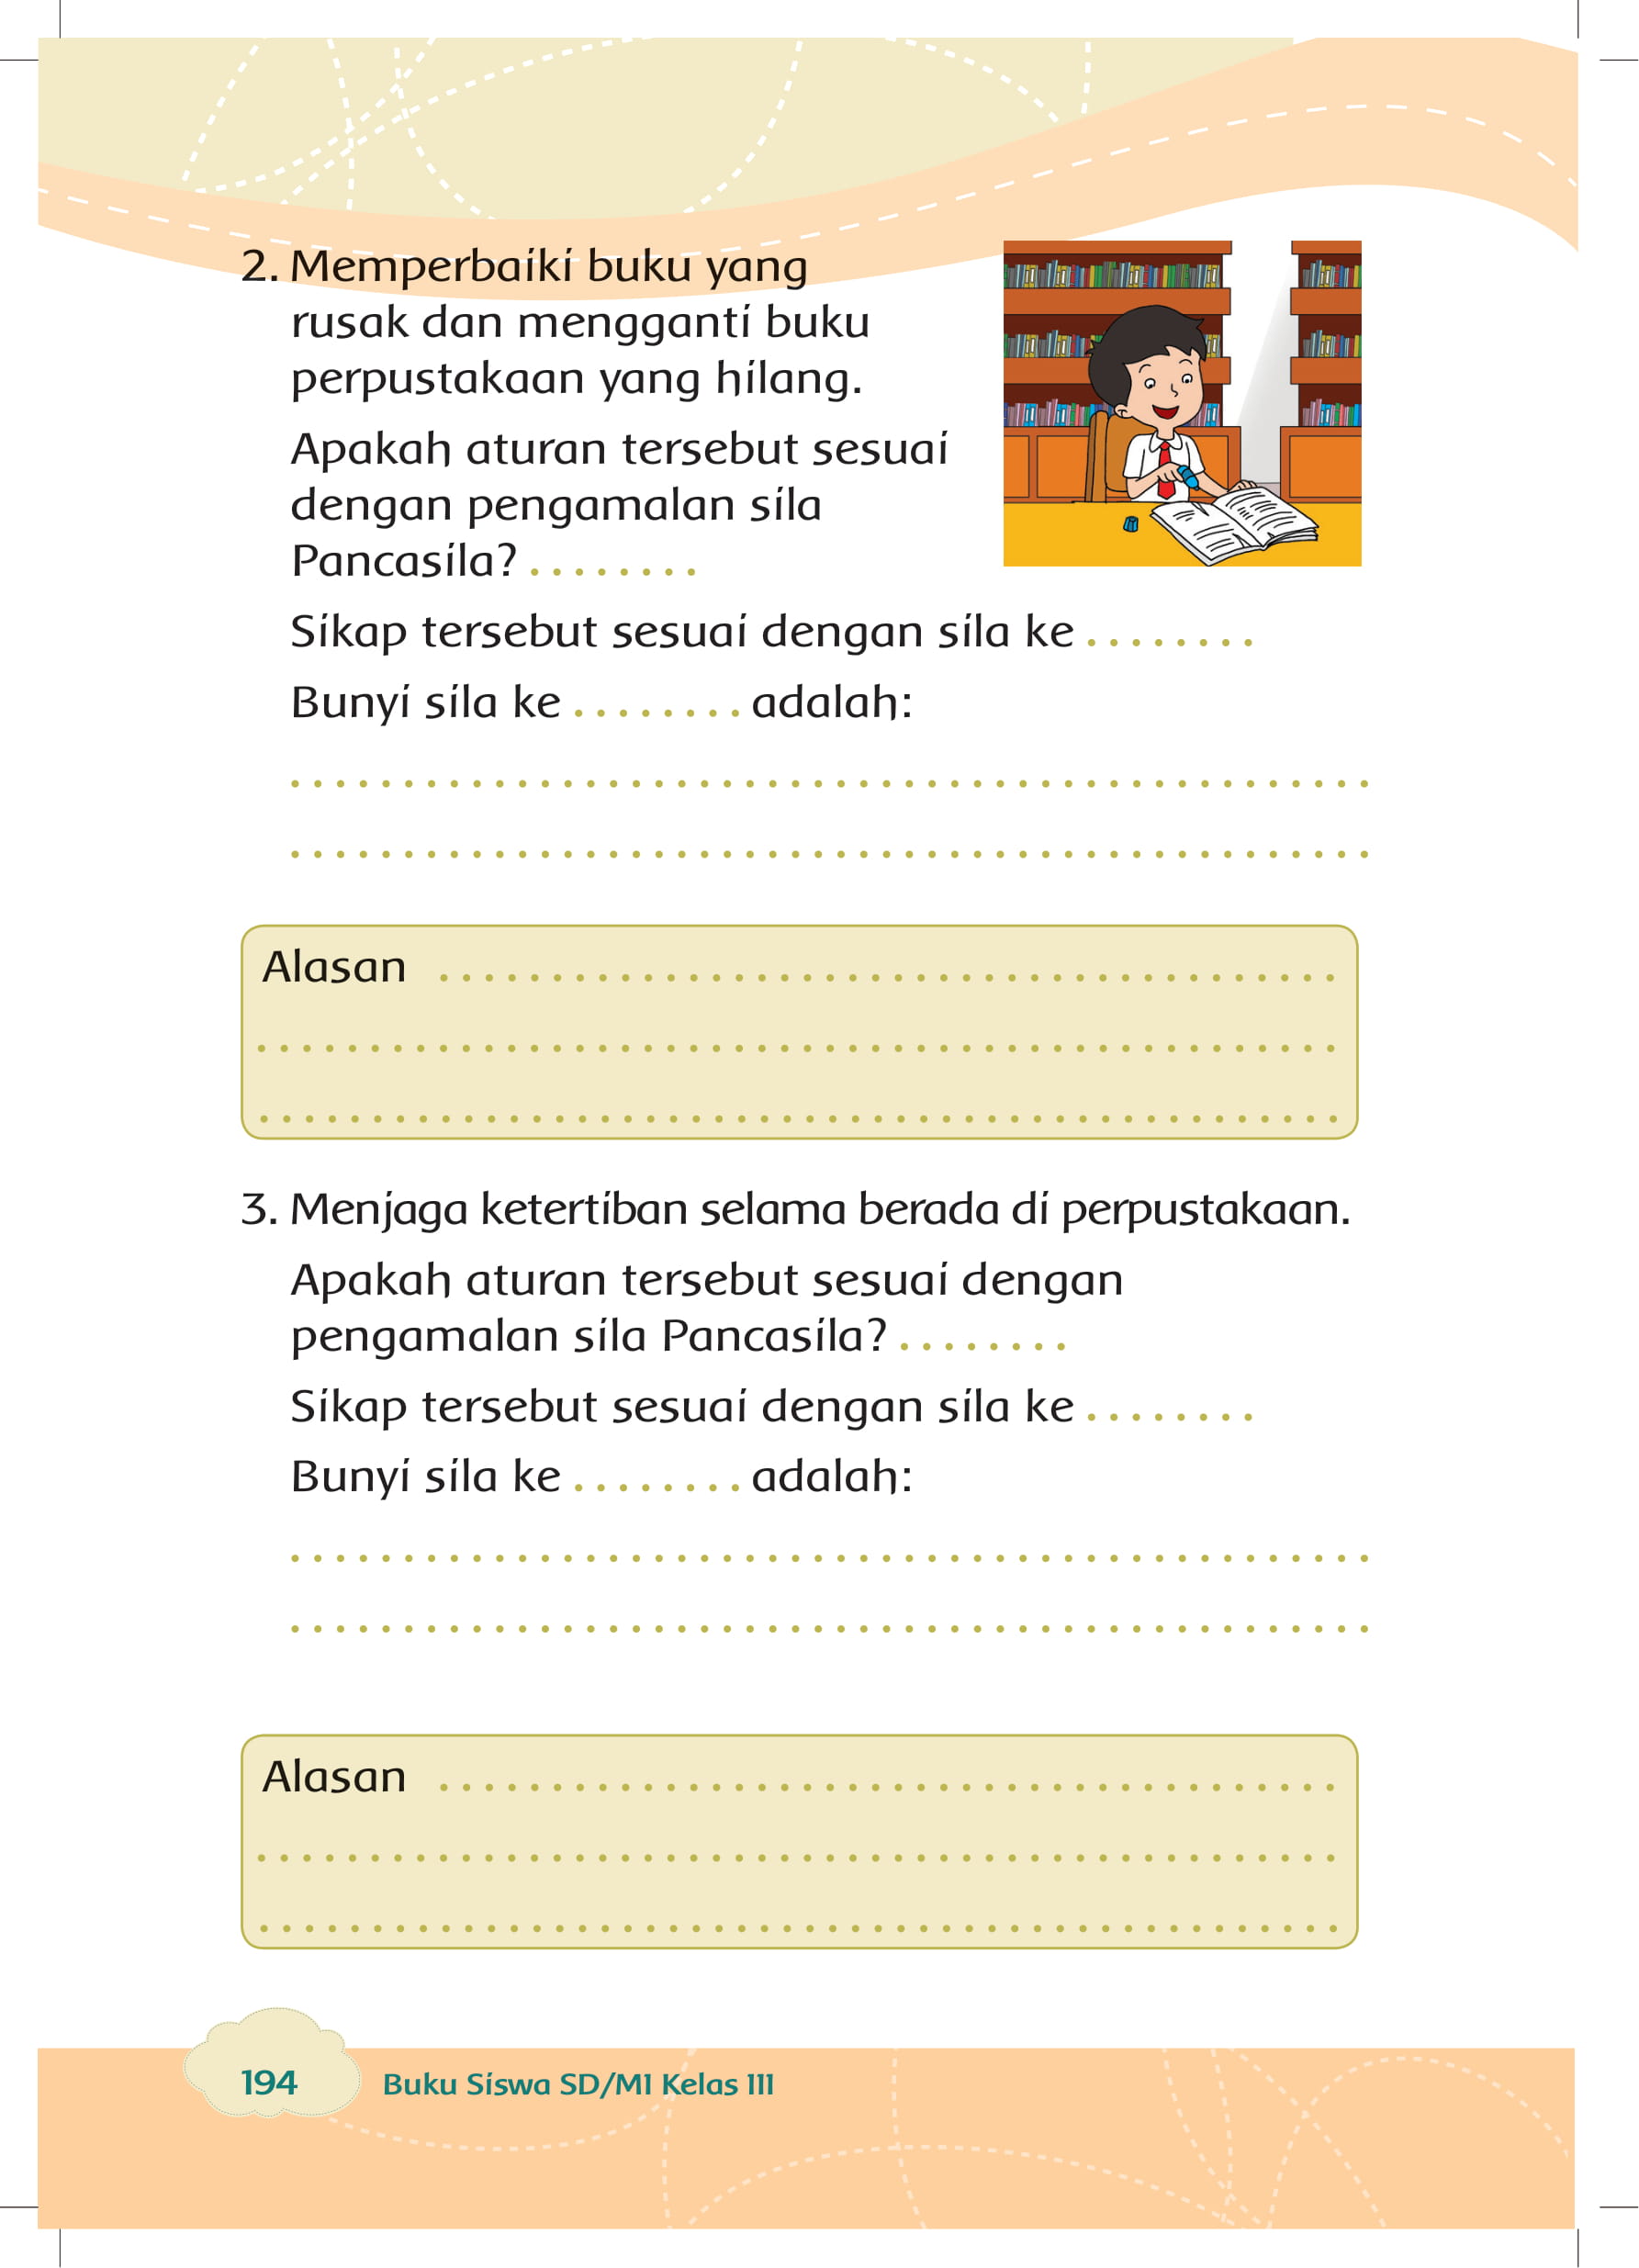 2. Memperbaiki buku yang
rusak dan mengganti buku
perpustakaan yang hilang.
Apakah aturan tersebut sesuai
dengan pengamalan sila
Pancasila? . . . . . . . .
Sikap tersebut sesuai dengan sila ke . . . . . . . .
Bunyi sila ke . . . . . . . . adalah:
. . . . . . . . . . . . . . . . . . . . . . . . . . . . . . . . . . . . . . . . . . . . . . . .
. . . . . . . . . . . . . . . . . . . . . . . . . . . . . . . . . . . . . . . . . . . . . . . .
Alasan . . . . . . . . . . . . . . . . . . . . . . . . . . . . . . . . . . . . . . . .
. . . . . . . . . . . . . . . . . . . . . . . . . . . . . . . . . . . . . . . . . . . . . . . .
. . . . . . . . . . . . . . . . . . . . . . . . . . . . . . . . . . . . . . . . . . . . . . . .
3. Menjaga ketertiban selama berada di perpustakaan.
Apakah aturan tersebut sesuai dengan
pengamalan sila Pancasila? . . . . . . . .
Sikap tersebut sesuai dengan sila ke . . . . . . . .
Bunyi sila ke . . . . . . . . adalah:
. . . . . . . . . . . . . . . . . . . . . . . . . . . . . . . . . . . . . . . . . . . . . . . .
. . . . . . . . . . . . . . . . . . . . . . . . . . . . . . . . . . . . . . . . . . . . . . . .
Alasan . . . . . . . . . . . . . . . . . . . . . . . . . . . . . . . . . . . . . . . .
. . . . . . . . . . . . . . . . . . . . . . . . . . . . . . . . . . . . . . . . . . . . . . . .
. . . . . . . . . . . . . . . . . . . . . . . . . . . . . . . . . . . . . . . . . . . . . . . .
194 Buku Siswa SD/MI Kelas III